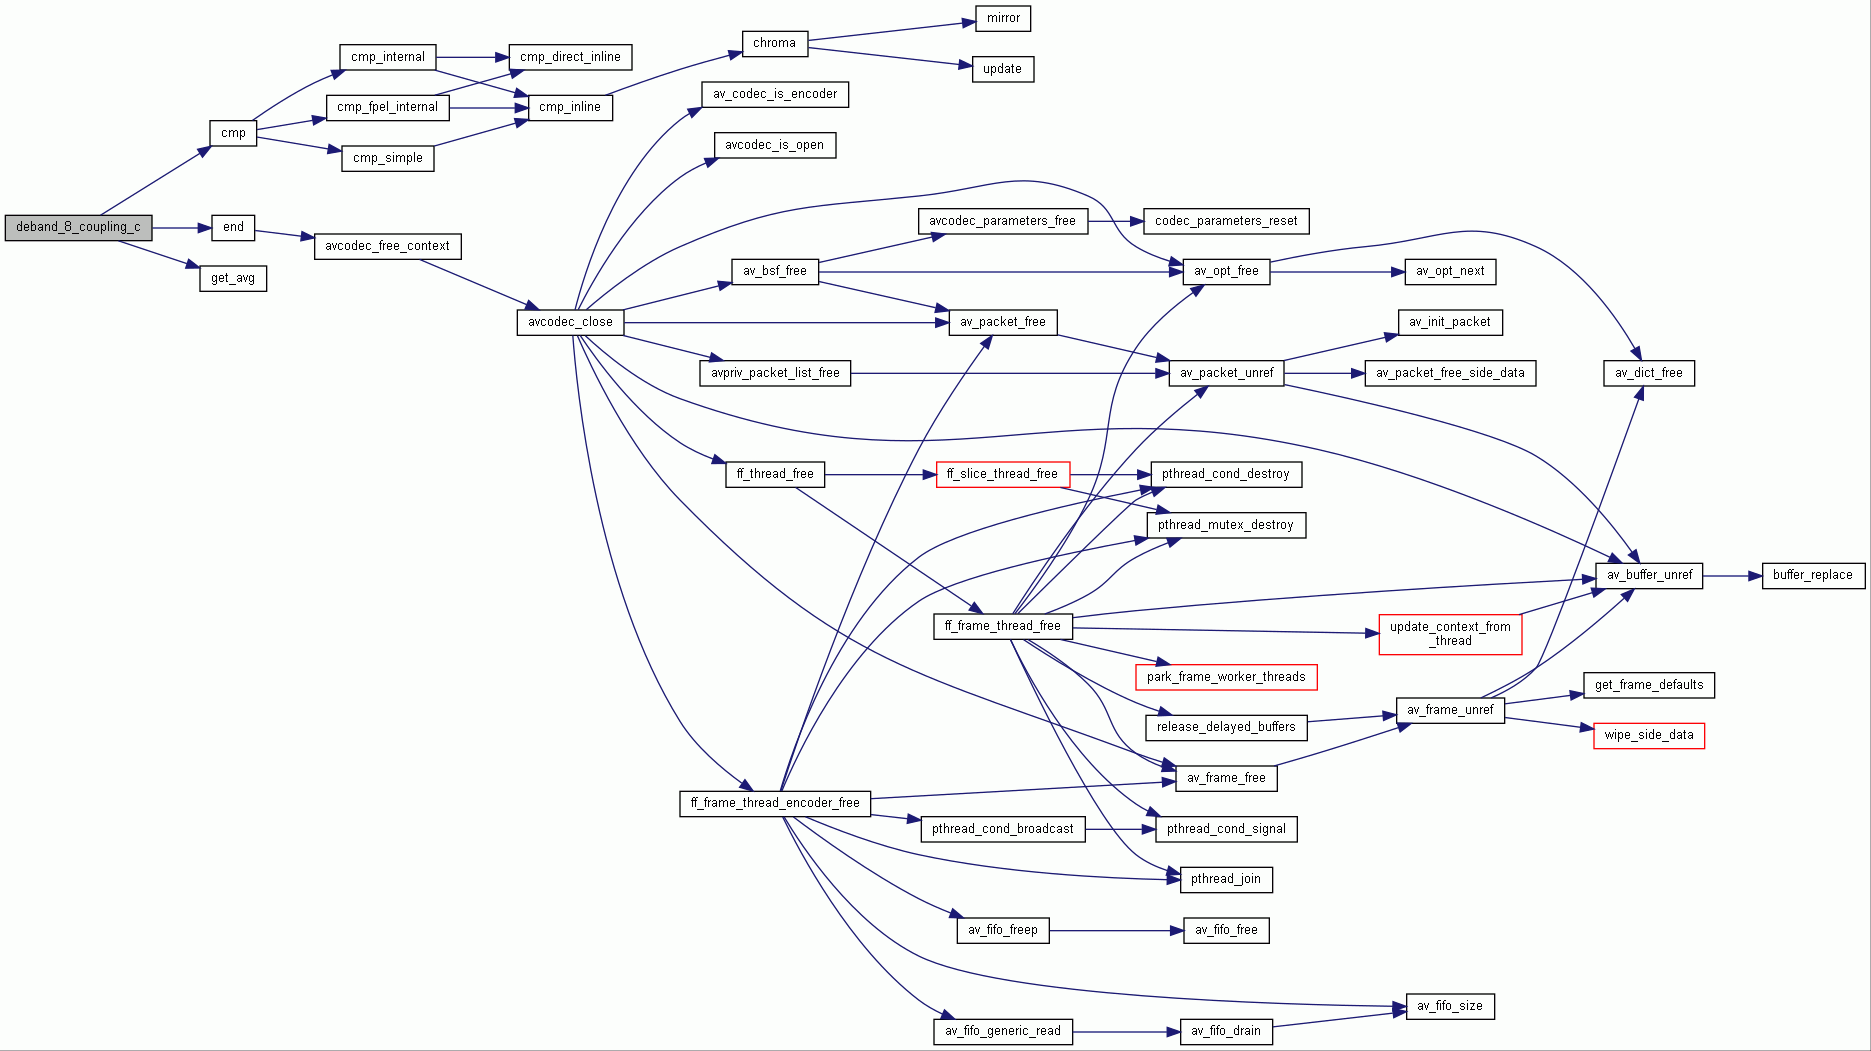 mirror
chroma
cmp_internal
cmp_direct_inline
update
av_codec_is_encoder
cmp_fpel_internal
cmp_inline
cmp
avcodec_is_open
cmp_simple
avcodec_parameters_free
codec_parameters_reset
deband_8_coupling_c
end
avcodec_free_context
av_bsf_free
av_opt_free
av_opt_next
get_avg
avcodec_close
av_packet_free
av_init_packet
avpriv_packet_list_free
av_packet_unref
av_packet_free_side_data
av_dict_free
ff_thread_free
ff_slice_thread_free
pthread_cond_destroy
pthread_mutex_destroy
av_buffer_unref
buffer_replace
ff_frame_thread_free
update_context_from
_thread
park_frame_worker_threads
get_frame_defaults
av_frame_unref
release_delayed_buffers
wipe_side_data
av_frame_free
ff_frame_thread_encoder_free
pthread_cond_broadcast
pthread_cond_signal
pthread_join
av_fifo_freep
av_fifo_free
av_fifo_size
av_fifo_generic_read
av_fifo_drain